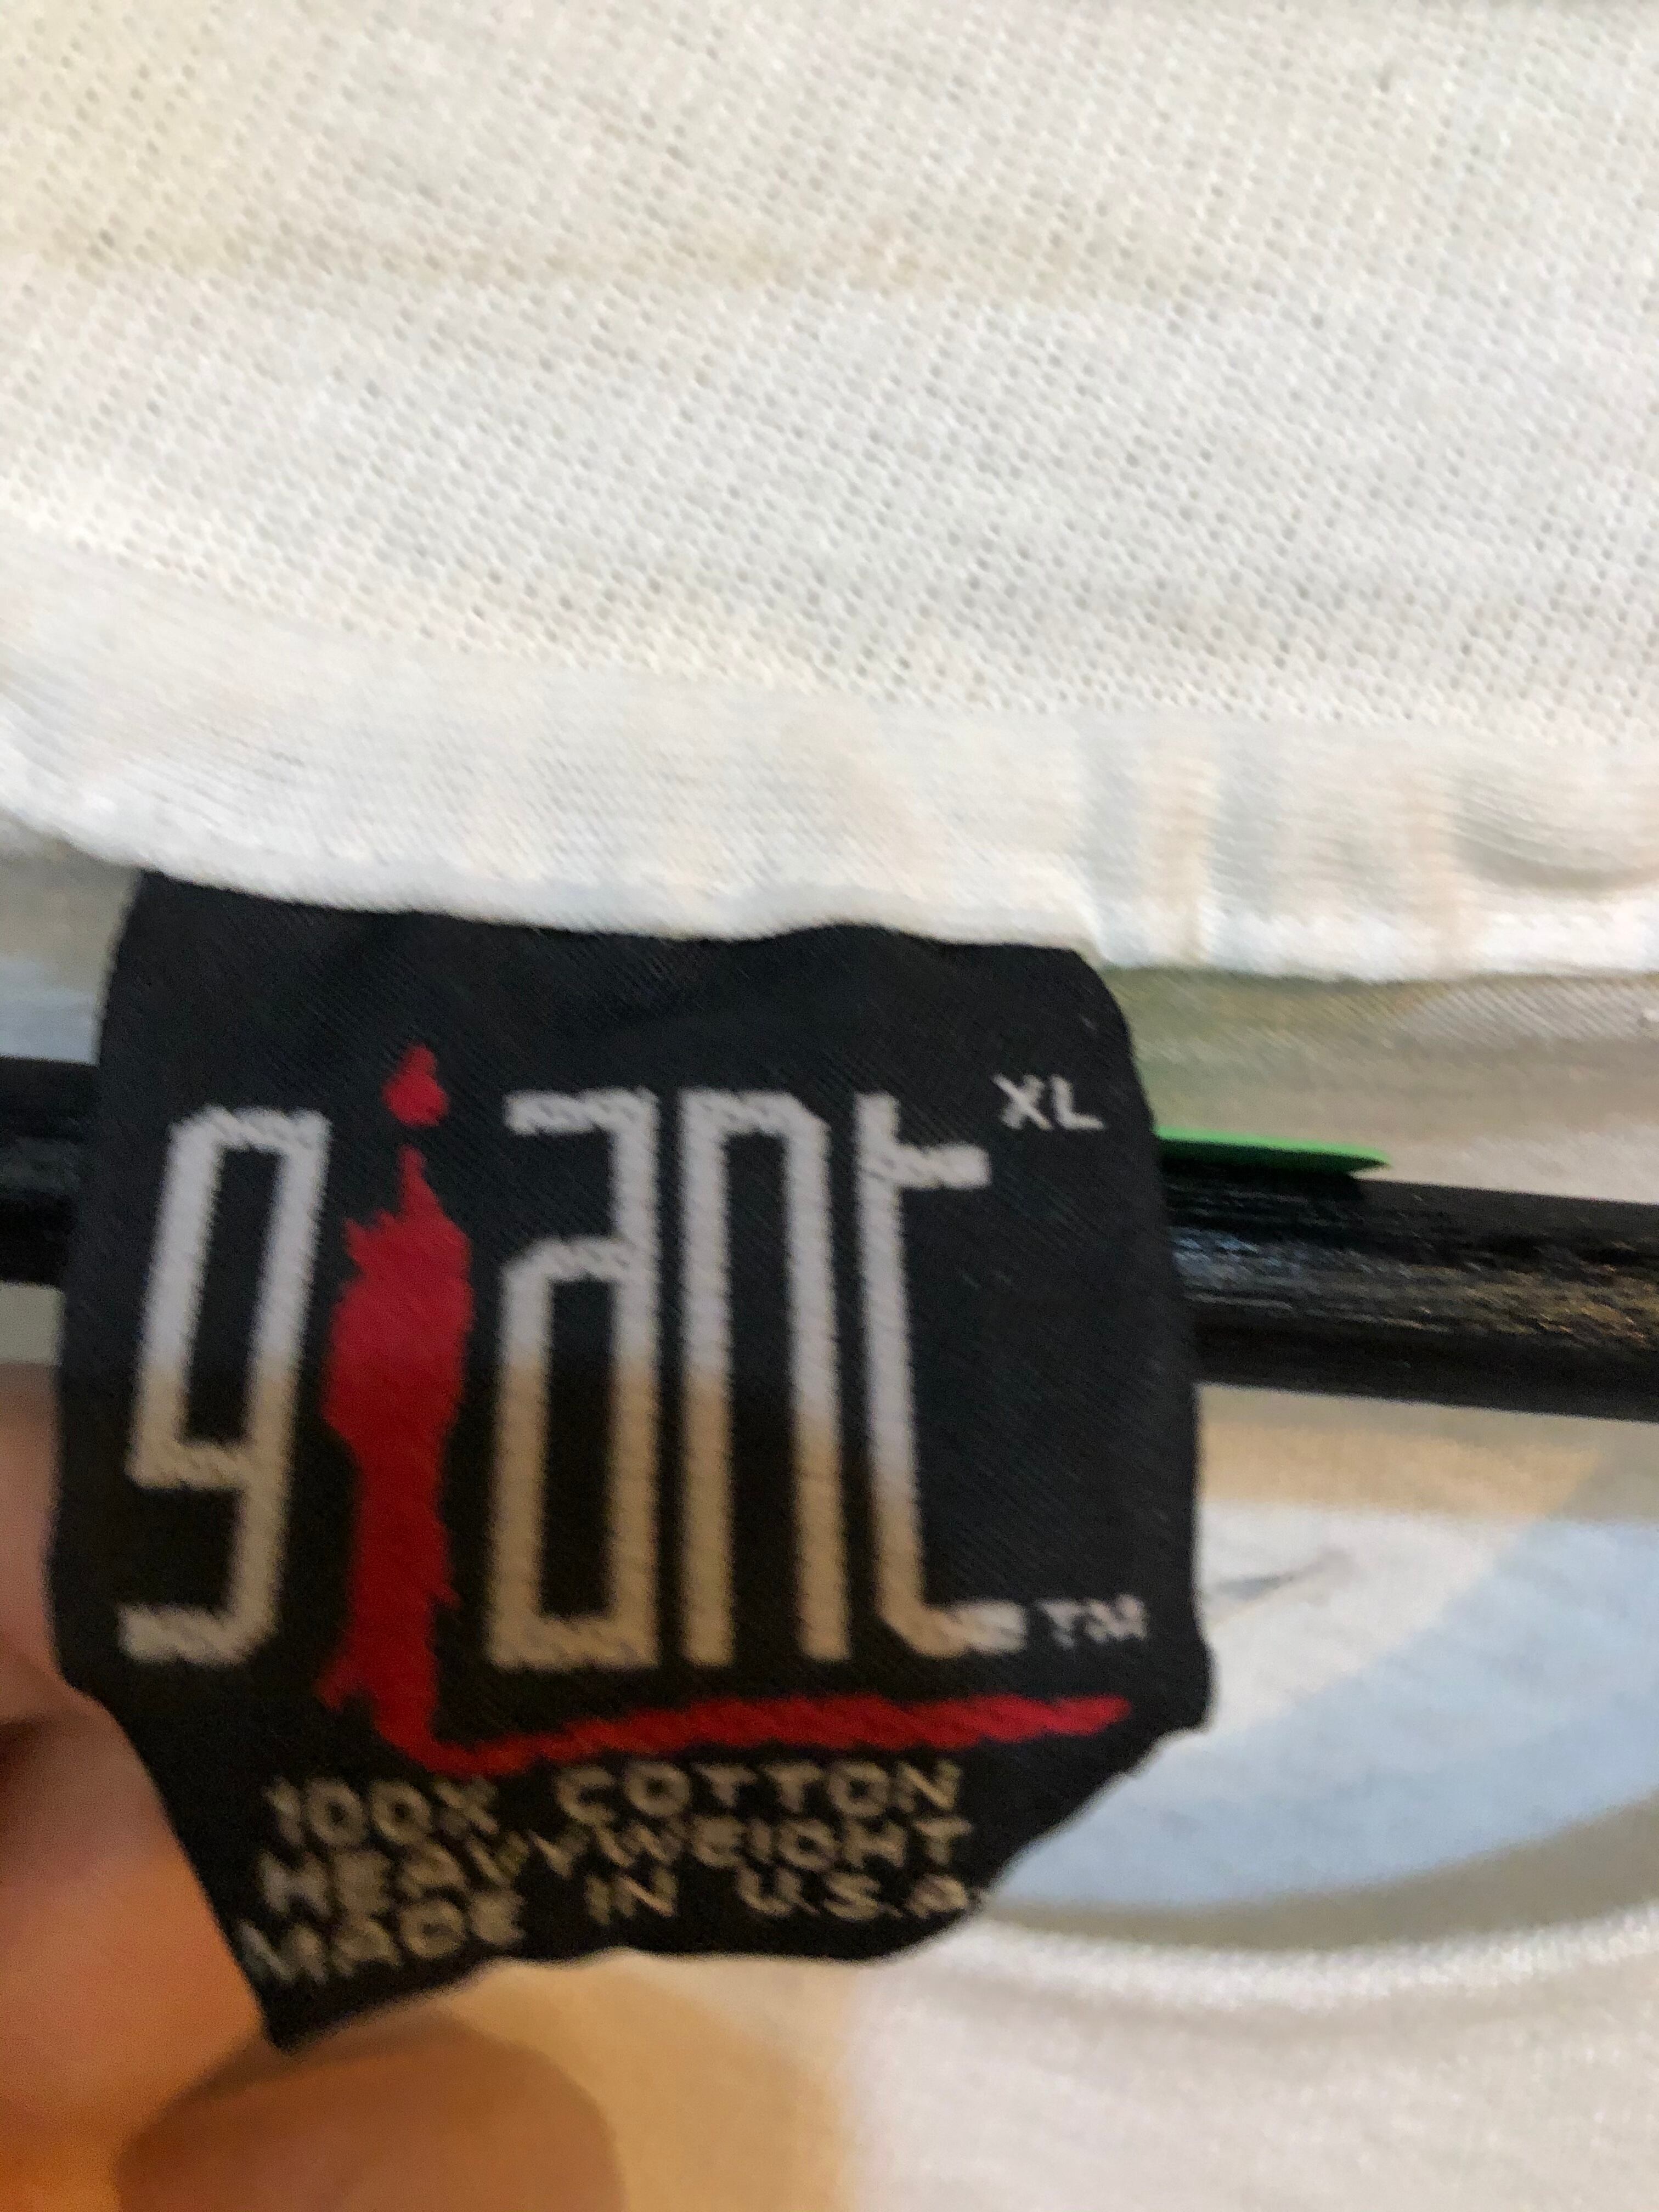 giant XL
TM
100% COTTON
HEAVYWEIGHT
MADE IN U.S.A.